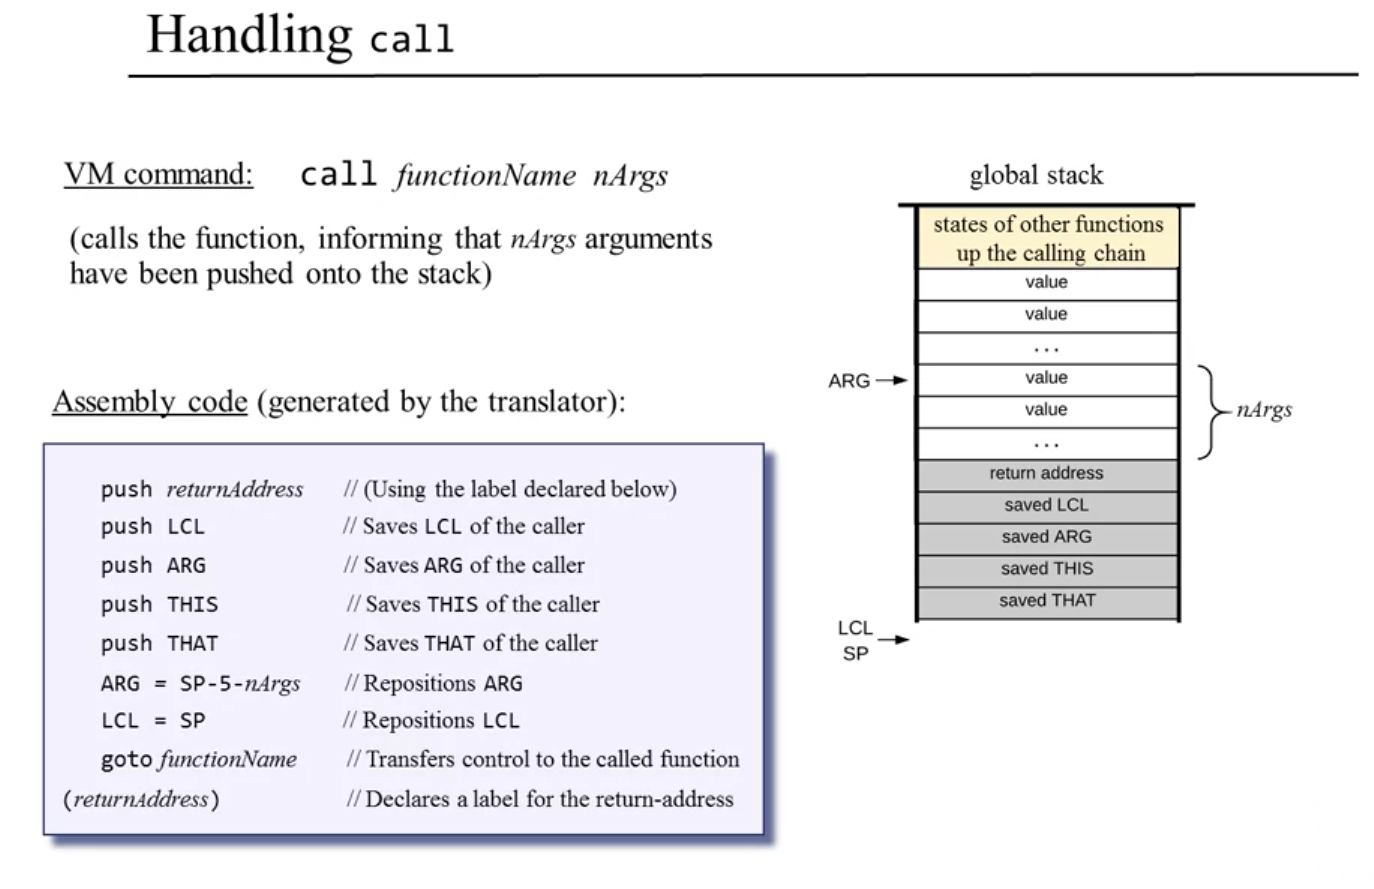 Handling call
VM command: call functionName nArgs
(calls the function, informing that nArgs arguments
have been pushed onto the stack)
Assembly code (generated by the translator):
push returnAddress // (Using the label declared below)
push LCL // Saves LCL of the caller
push ARG // Saves ARG of the caller
push THIS // Saves THIS of the caller
push THAT // Saves THAT of the caller
ARG = SP-5-nArgs // Repositions ARG
LCL = SP // Repositions LCL
goto functionName // Transfers control to the called function
(returnAddress) // Declares a label for the return-address
global stack
states of other functions
up the calling chain
value
value
...
ARG
value
value
...
nArgs
return address
saved LCL
saved ARG
saved THIS
saved THAT
LCL
SP